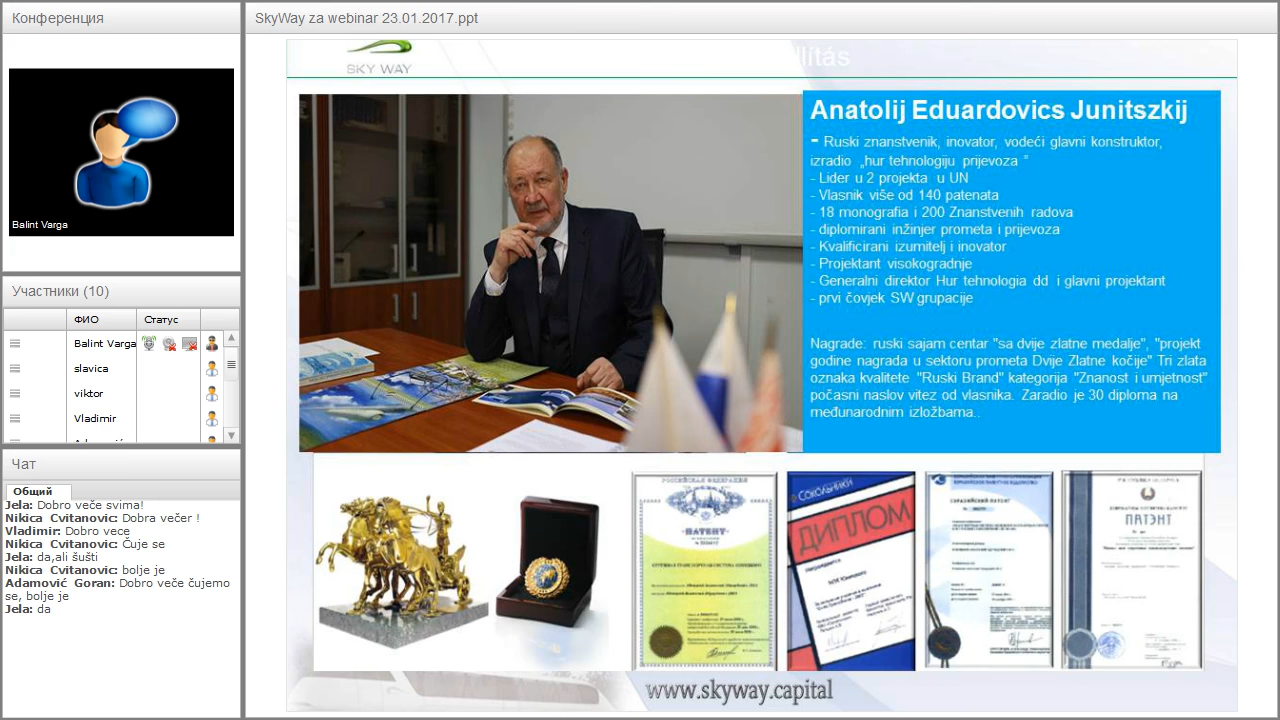 Конференция
Balint Varga
Участники (10)
ФИО
Статус
Balint Varga
slavica
viktor
Vladimir
Чат
Общий
Jela: Dobro veče svima!
Nikica Cvitanovic: Dobra večer !
Vladimir: Dobro vece
Nikica Cvitanovic: Čuje se
Jela: da,ali šušti
Nikica Cvitanovic: bolje je
Adamović Goran: Dobro veče čujemo
se, bolje je
Jela: da
SkyWay za webinar 23.01.2017.ppt
SKY WAY
llítás
Anatolij Eduardovics Junitszkij
- Ruski znanstvenik, inovator, vodeći glavni konstruktor,
izradio „hur tehnologiju prijevoza “
- Lider u 2 projekta u UN
- Vlasnik više od 140 patenata
- 18 monografia i 200 Znanstvenih radova
- diplomirani inžinjer prometa i prijevoza
- Kvalificirani izumitelj i inovator
- Projektant visokogradnje
- Generalni direktor Hur tehnologia dd i glavni projektant
- prvi čovjek SW grupacije
Nagrade: ruski sajam centar "sa dvije zlatne medalje", "projekt
godine nagrada u sektoru prometa Dvije Zlatne kočije" Tri zlata
oznaka kvalitete "Ruski Brand" kategorija "Znanost i umjetnost"
počasni naslov vitez od vlasnika. Zaradio je 30 diploma na
međunarodnim izložbama..
РОССИЙСКАЯ ФЕДЕРАЦИЯ
ПАТЕНТ
СОКОЛЬНИКИ
ДИПЛОМ
ЕВРАЗИЙСКИЙ ПАТЕНТ
ПАТЭНТ
www.skyway.capital